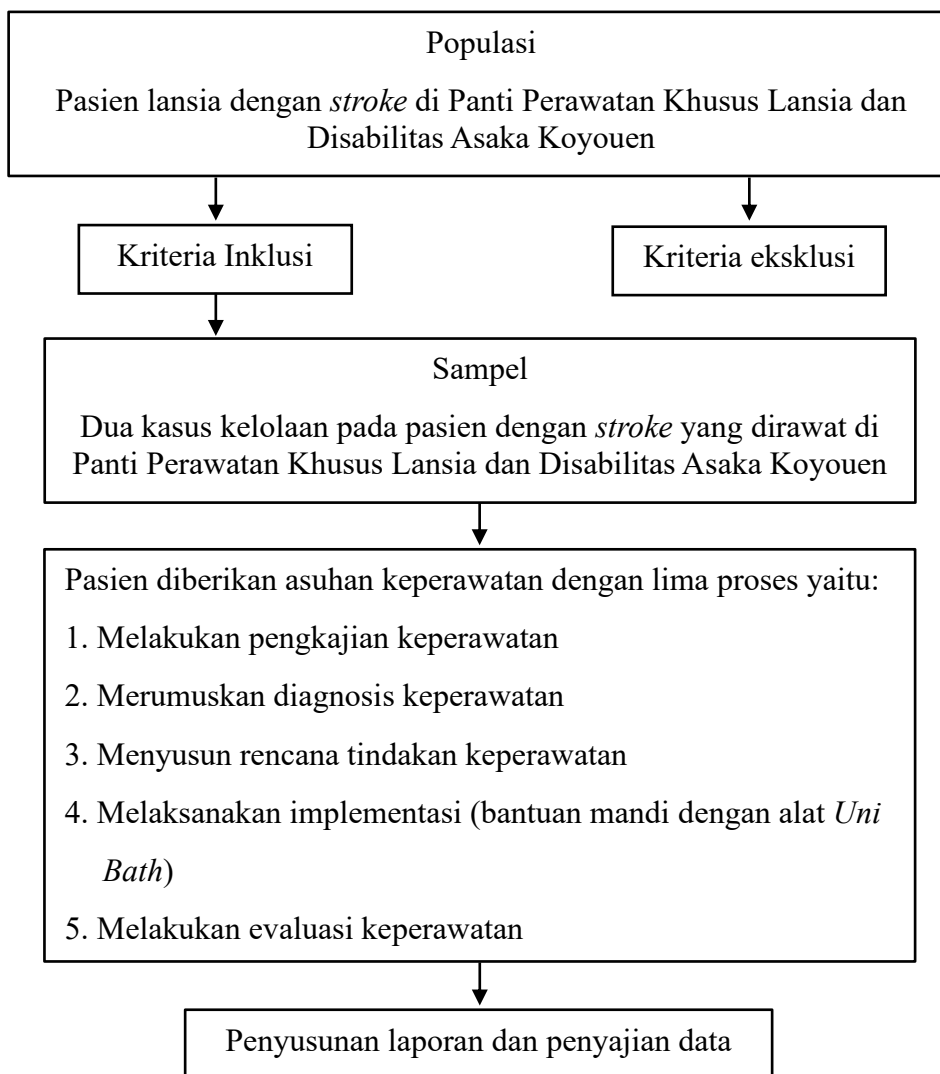 Populasi
Pasien lansia dengan stroke di Panti Perawatan Khusus Lansia dan
Disabilitas Asaka Koyouen
Kriteria Inklusi
Kriteria eksklusi
Sampel
Dua kasus kelolaan pada pasien dengan stroke yang dirawat di
Panti Perawatan Khusus Lansia dan Disabilitas Asaka Koyouen
Pasien diberikan asuhan keperawatan dengan lima proses yaitu:
1. Melakukan pengkajian keperawatan
2. Merumuskan diagnosis keperawatan
3. Menyusun rencana tindakan keperawatan
4. Melaksanakan implementasi (bantuan mandi dengan alat Uni
Bath)
5. Melakukan evaluasi keperawatan
Penyusunan laporan dan penyajian data